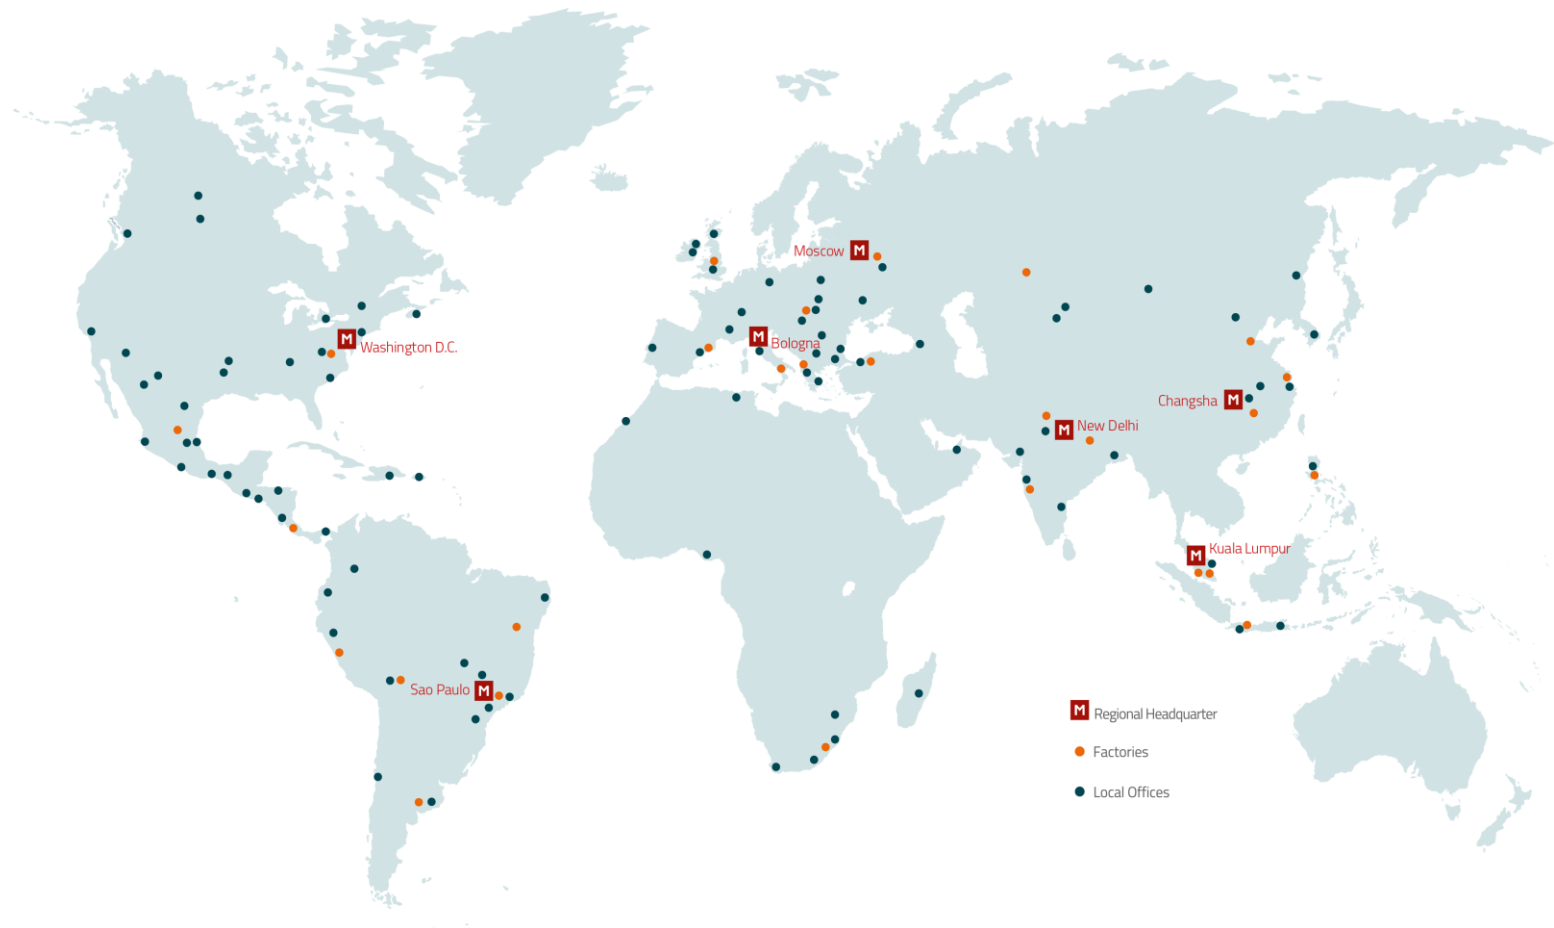 Moscow M
M Bologna
M Washington D.C.
Changsha M
M New Delhi
M Kuala Lumpur
Sao Paulo M
M Regional Headquarter
Factories
Local Offices